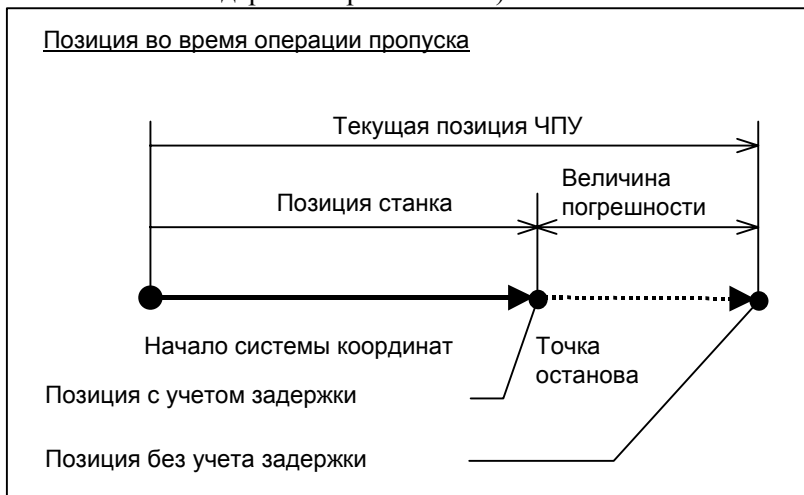 Позиция во время операции пропуска
Текущая позиция ЧПУ
Позиция станка
Величина
погрешности
Начало системы координат
Точка
останова
Позиция с учетом задержки
Позиция без учета задержки